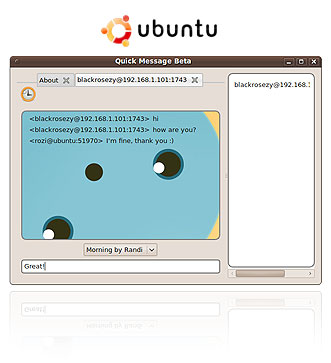 ubuntu
Quick Message Beta
About
blackrosezy@192.168.1.101:1743
blackrosezy@192.168.1
<blackrosezy@192.168.1.101:1743> hi
<blackrosezy@192.168.1.101:1743> how are you?
<rozi@ubuntu:51970> I'm fine, thank you :)
Morning by Randi
Great!